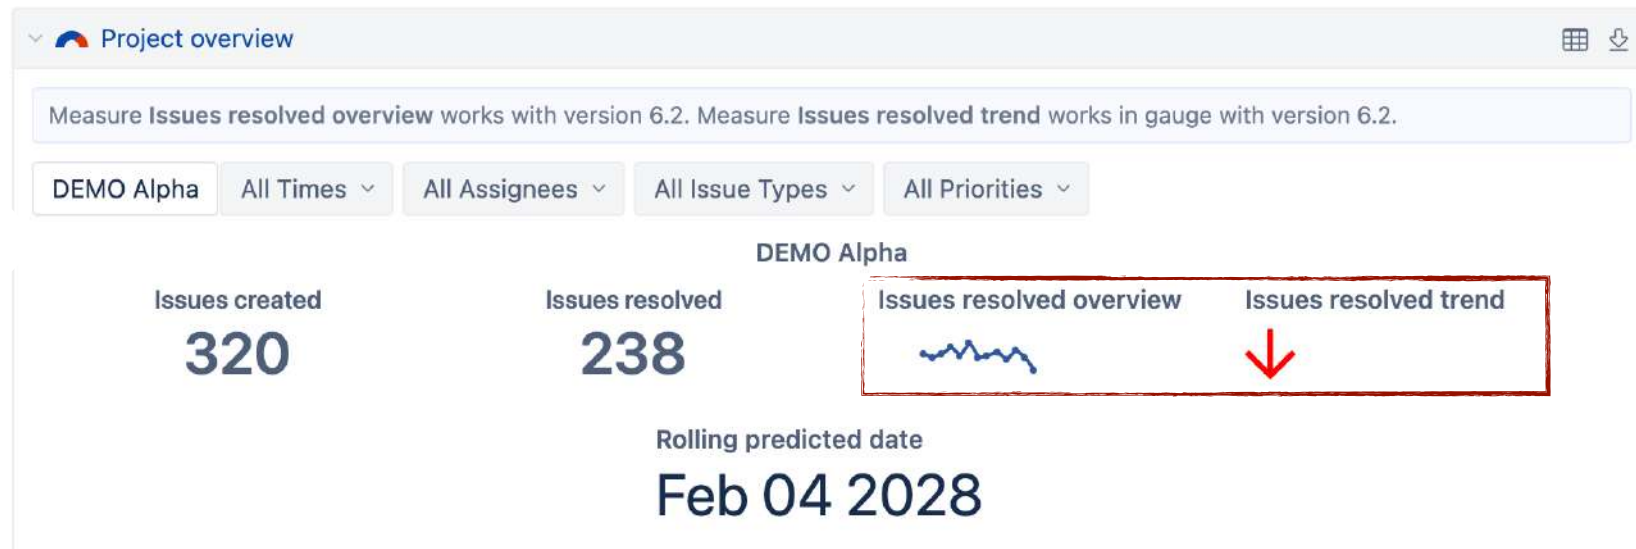 Project overview
Measure Issues resolved overview works with version 6.2. Measure Issues resolved trend works in gauge with version 6.2.
DEMO Alpha All Times All Assignees All Issue Types All Priorities
DEMO Alpha
Issues created Issues resolved Issues resolved overview Issues resolved trend
320 238
Rolling predicted date
Feb 04 2028